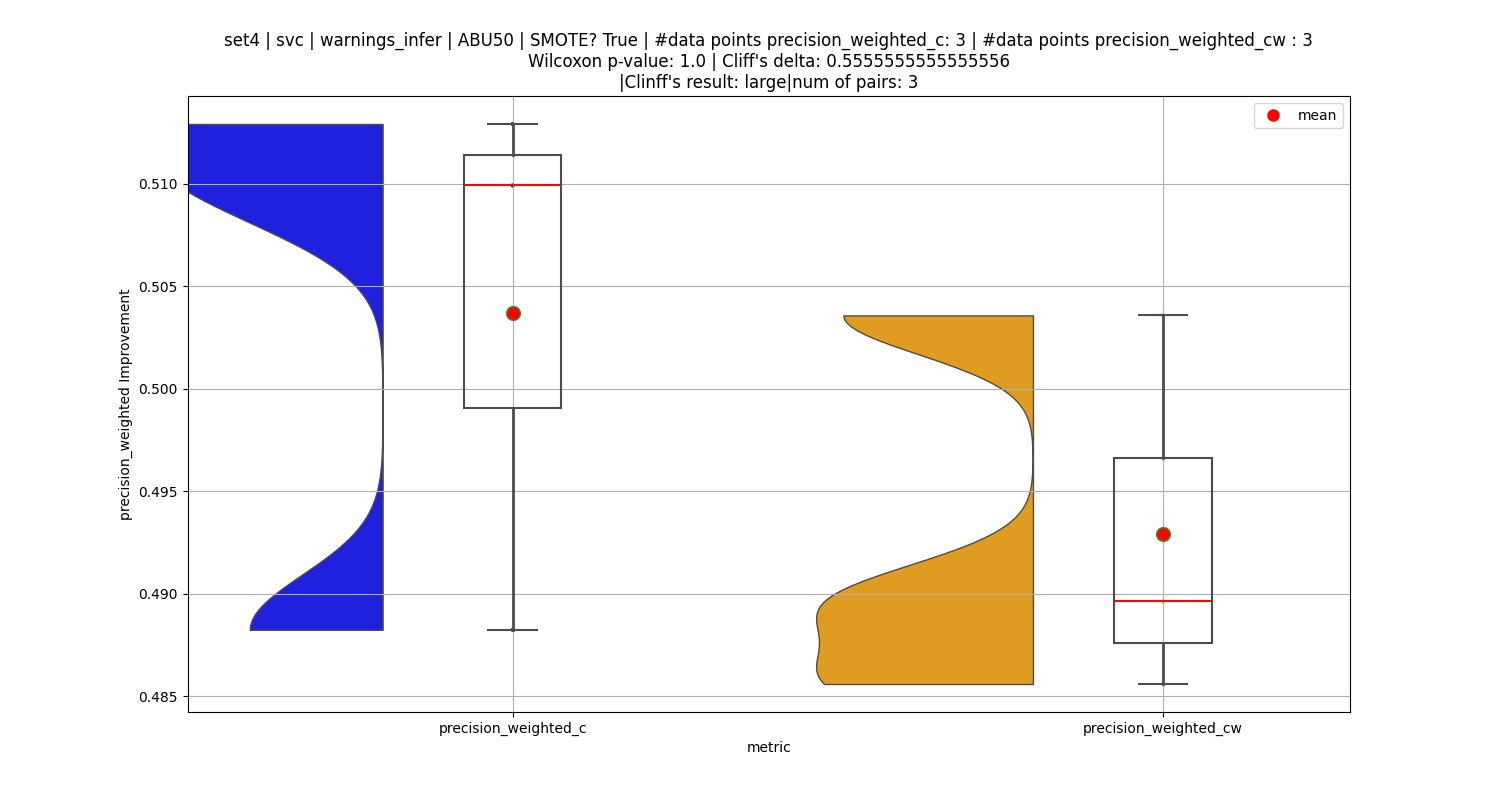 set4 | svc | warnings_infer | ABU50 | SMOTE? True | #data points precision_weighted_c: 3 | #data points precision_weighted_cw : 3
Wilcoxon p-value: 1.0 | Cliff's delta: 0.5555555555555556
|Clinff's result: large|num of pairs: 3
mean
0.510
0.505
0.500
0.495
0.490
0.485
precision_weighted Improvement
precision_weighted_c
precision_weighted_cw
metric